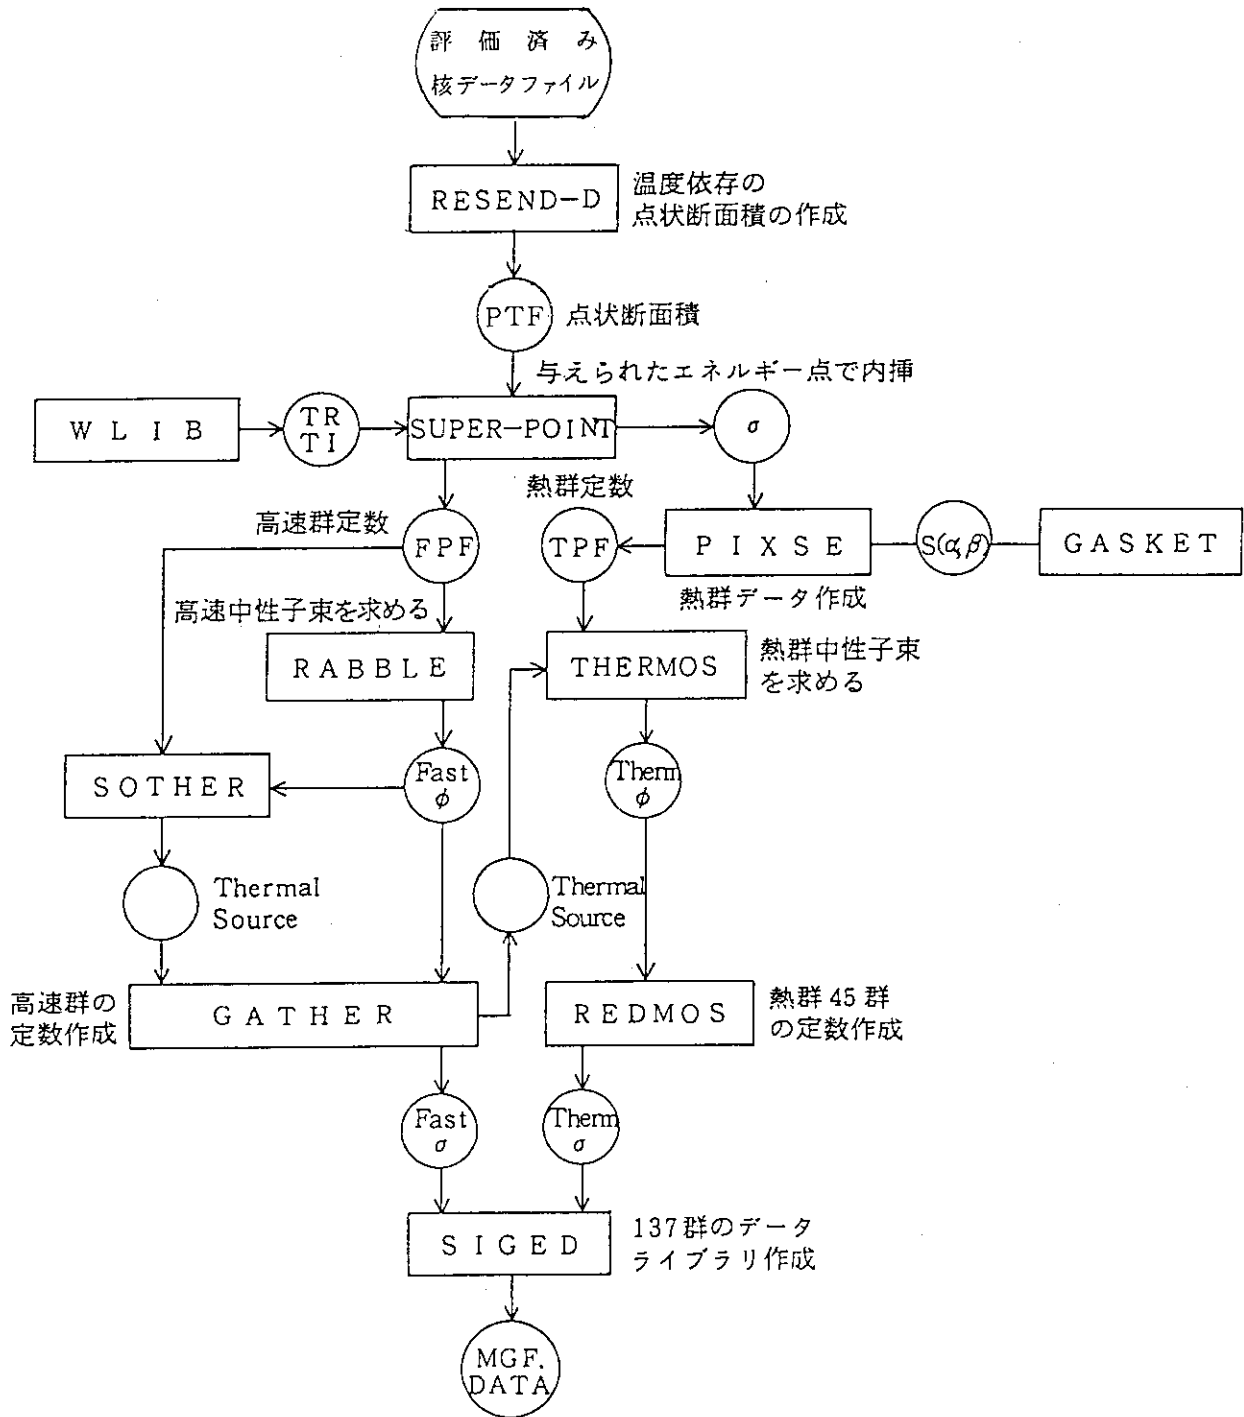 評価済み
核データファイル
RESEND-D
温度依存の
点状断面積の作成
PTF
点状断面積
与えられたエネルギー点で内挿
WLIB
TR
TI
SUPER-POINT
σ
熱群定数
高速群定数
FPF
TPF
PIXSE
S(α,β)
GASKET
熱群データ作成
高速中性子束を求める
RABBLE
THERMOS
熱群中性子束
を求める
SOTHER
Fast
φ
Therm
φ
Thermal
Source
Thermal
Source
高速群の
定数作成
GATHER
REDMOS
熱群45群
の定数作成
Fast
σ
Therm
σ
SIGED
137群のデータ
ライブラリ作成
MGF.
DATA